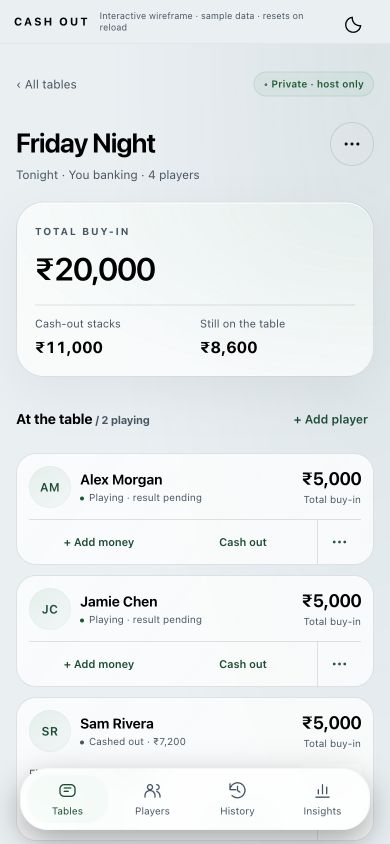 CASH OUT
Interactive wireframe · sample data · resets on
reload
‹ All tables
• Private · host only
Friday Night
Tonight · You banking · 4 players
TOTAL BUY-IN
₹20,000
Cash-out stacks
Still on the table
₹11,000
₹8,600
At the table / 2 playing
+ Add player
AM
Alex Morgan
Playing · result pending
₹5,000
Total buy-in
+ Add money
Cash out
JC
Jamie Chen
Playing · result pending
₹5,000
Total buy-in
+ Add money
Cash out
SR
Sam Rivera
Cashed out · ₹7,200
₹5,000
Total buy-in
Tables
Players
History
Insights